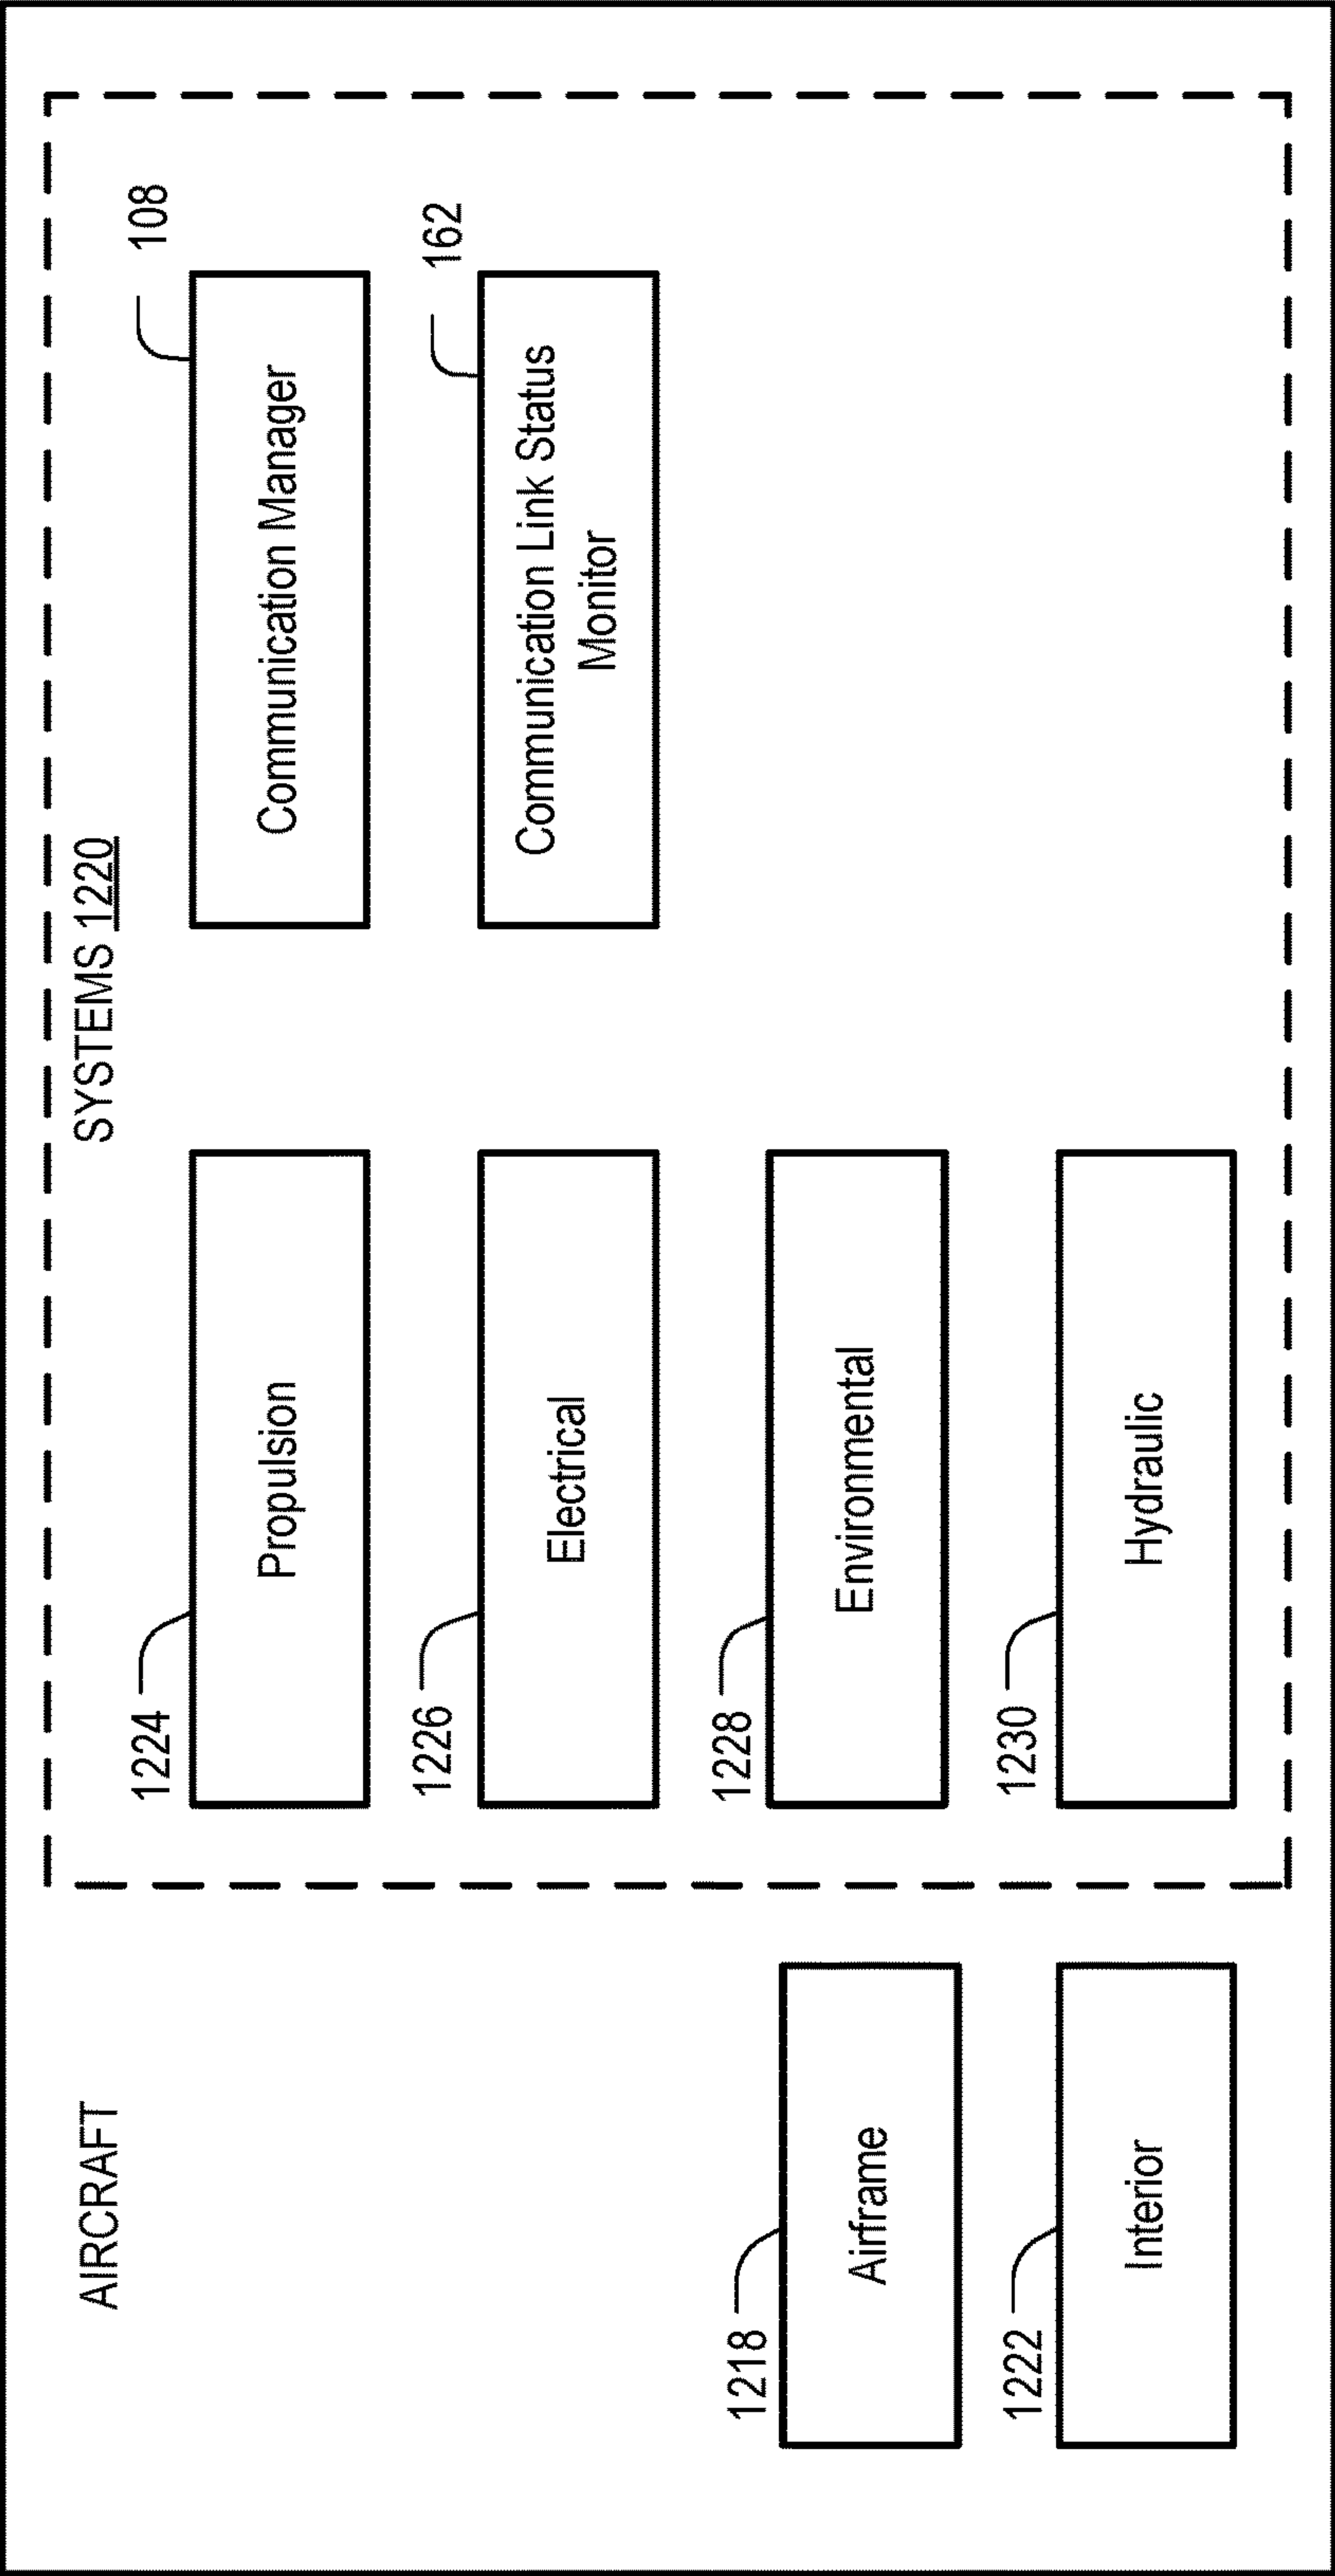 AIRCRAFT
SYSTEMS 1220
1224
Propulsion
108
Communication Manager
1226
Electrical
162
Communication Link Status
Monitor
1218
Airframe
1228
Environmental
1222
Interior
1230
Hydraulic